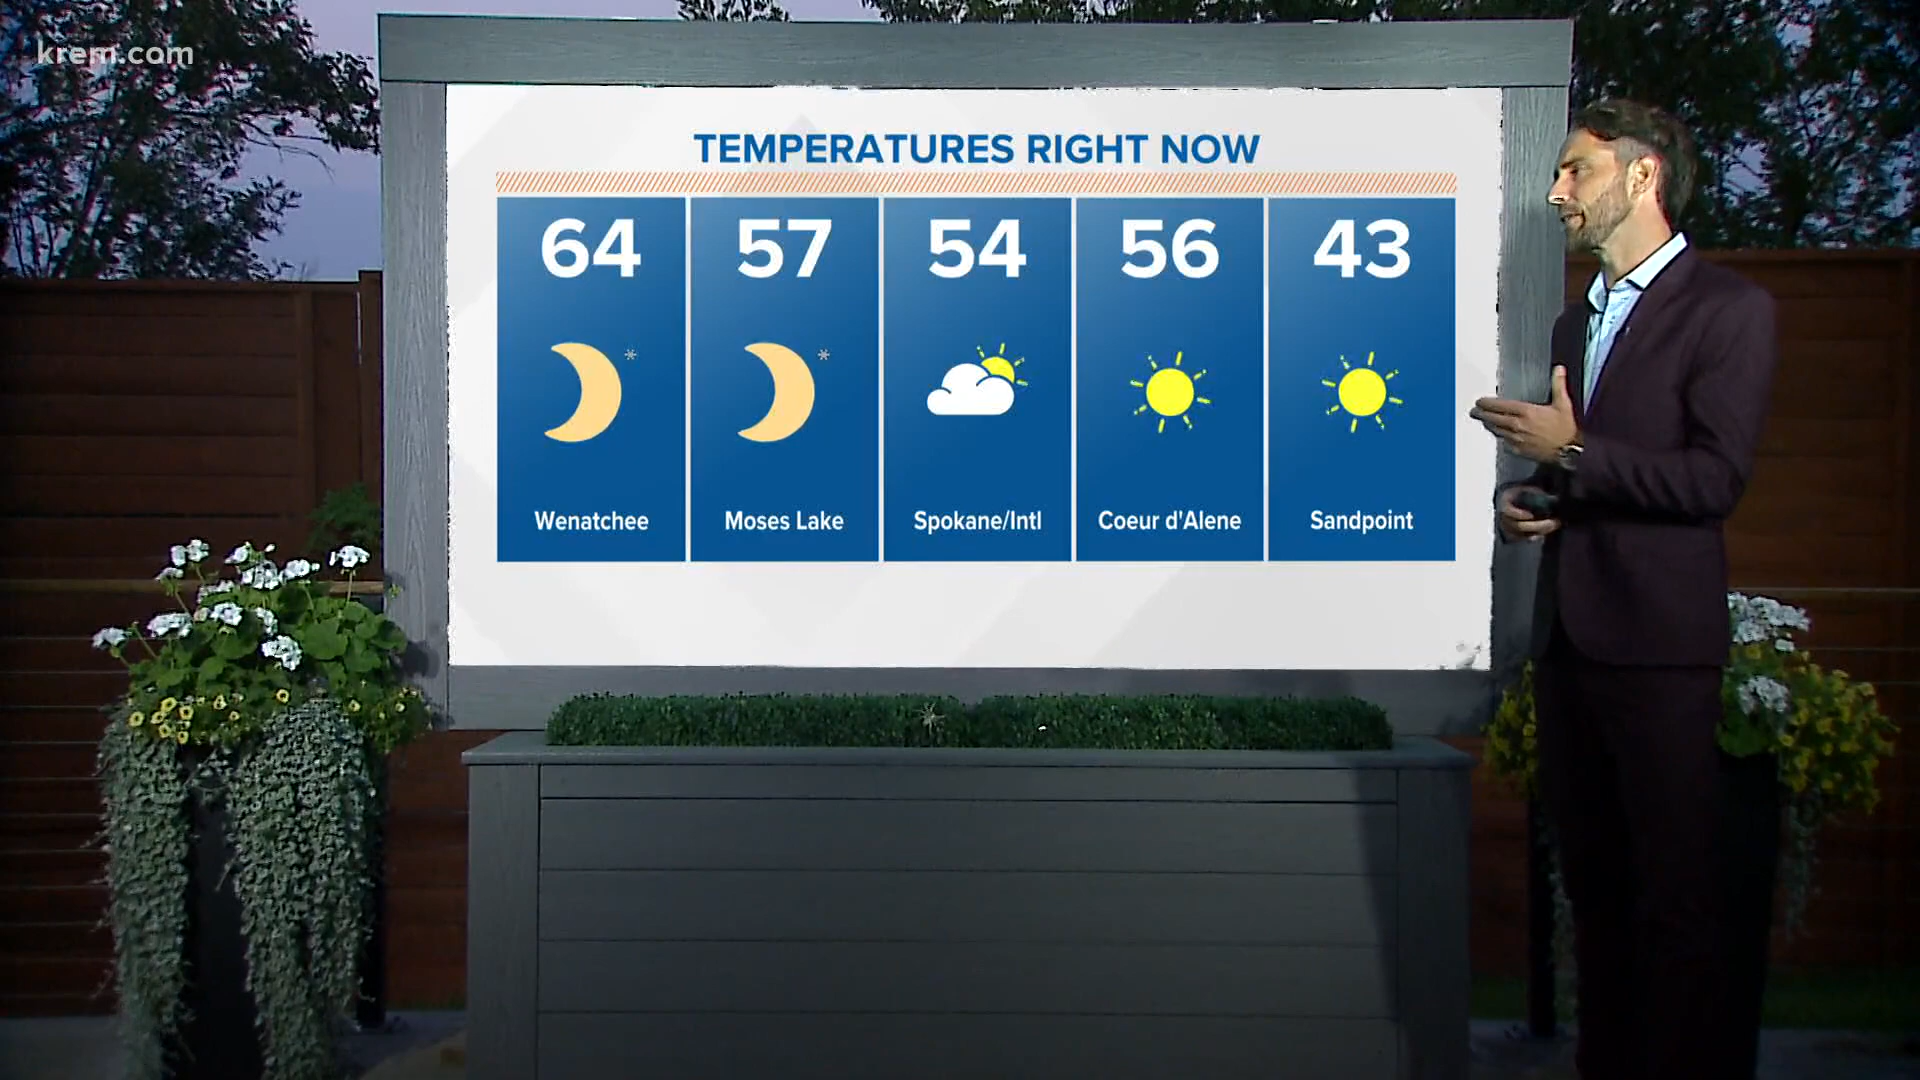 krem.com
TEMPERATURES RIGHT NOW
64 57 54 56 43
Wenatchee Moses Lake Spokane/Intl Coeur d'Alene Sandpoint